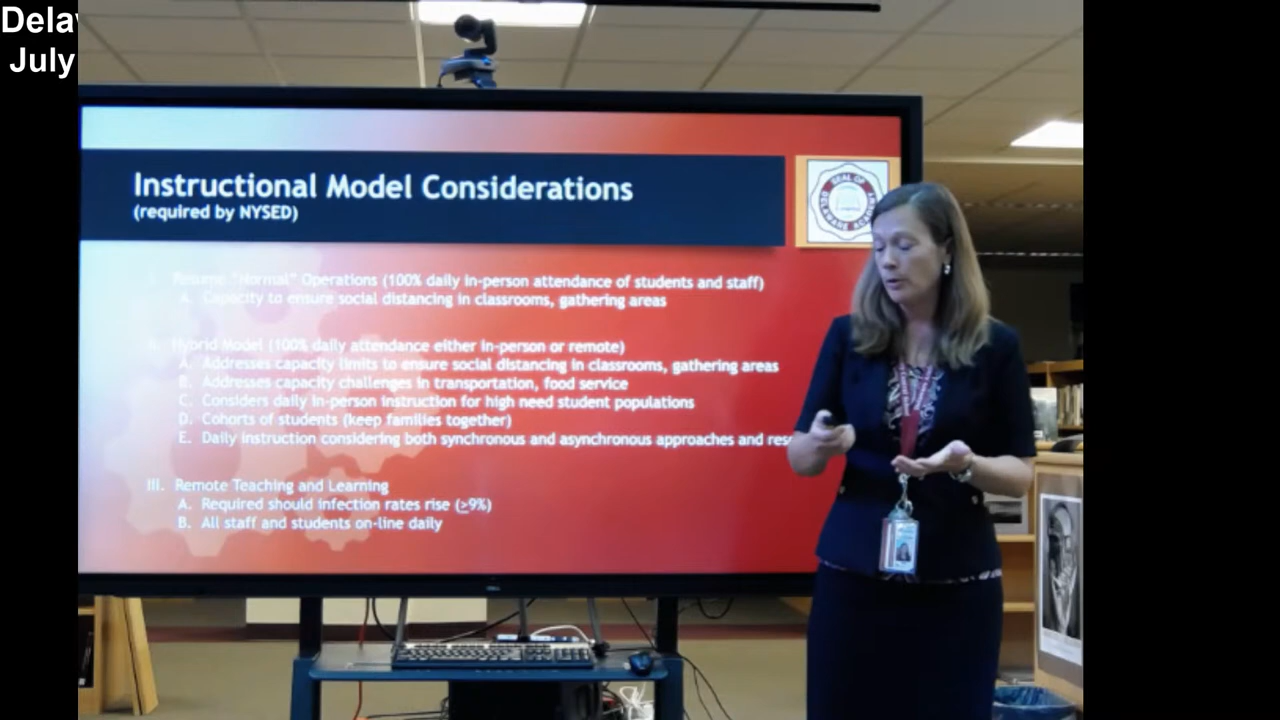 Dela
July
Instructional Model Considerations
(required by NYSED)
SEAL OF
DELAWARE ACADEMY
Resume "Normal" Operations (100% daily in-person attendance of students and staff)
A. Capacity to ensure social distancing in classrooms, gathering areas
Hybrid Model (100% daily attendance either in-person or remote)
A. Addresses capacity limits to ensure social distancing in classrooms, gathering areas
B. Addresses capacity challenges in transportation, food service
C. Considers daily in-person instruction for high need student populations
D. Cohorts of students (keep families together)
E. Daily instruction considering both synchronous and asynchronous approaches and res
III. Remote Teaching and Learning
A. Required should infection rates rise (≥9%)
B. All staff and students on-line daily